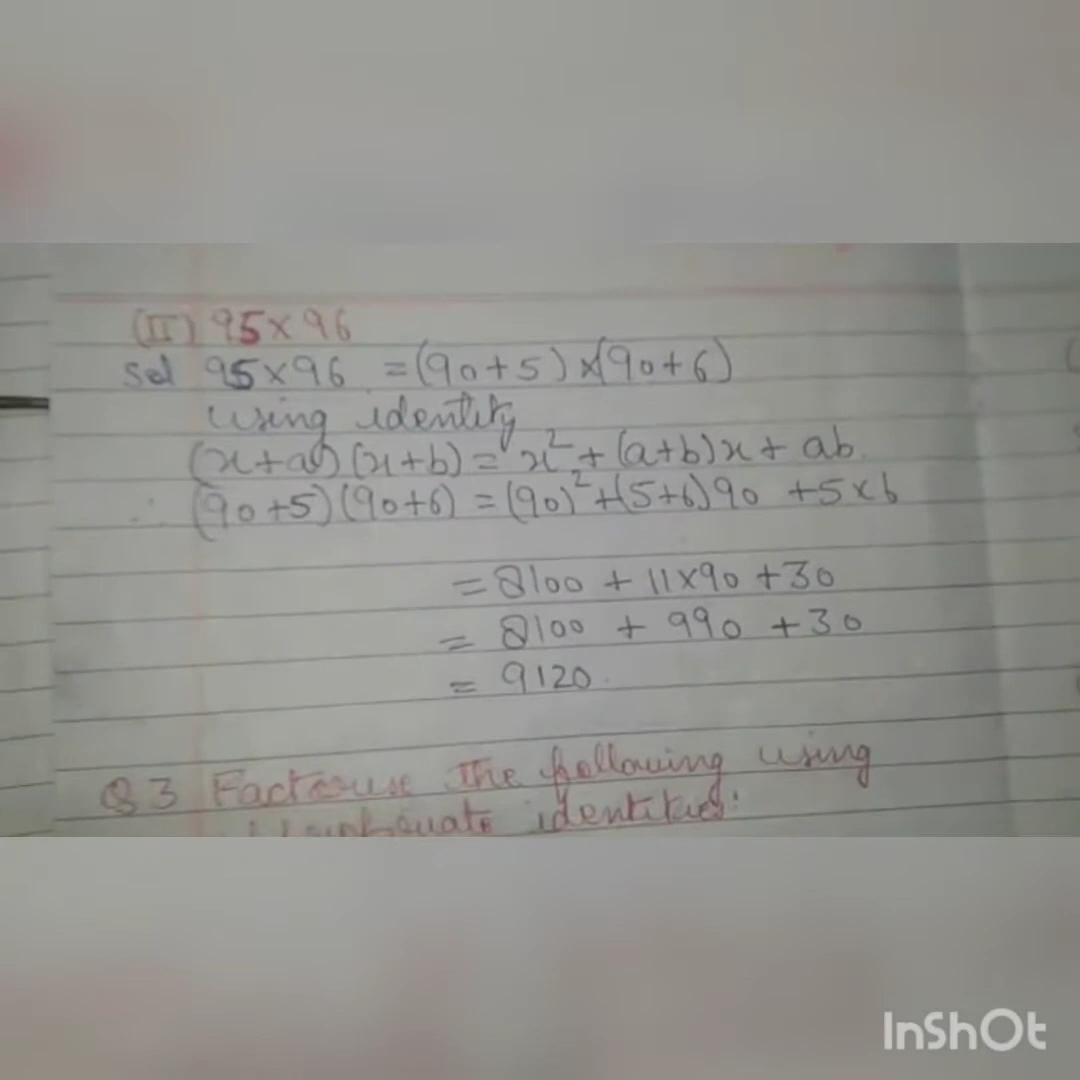 (II) 95×96
Sol 95×96 = (90+5)×(90+6)
using identity
(x+a)(x+b) = x²+(a+b)x+ab.
∴ (90+5)(90+6) = (90)²+(5+6)90 +5×6
= 8100 + 11×90 +30
= 8100 + 990 +30
= 9120.
Q3 Factorise the following using
identities:
InShOt